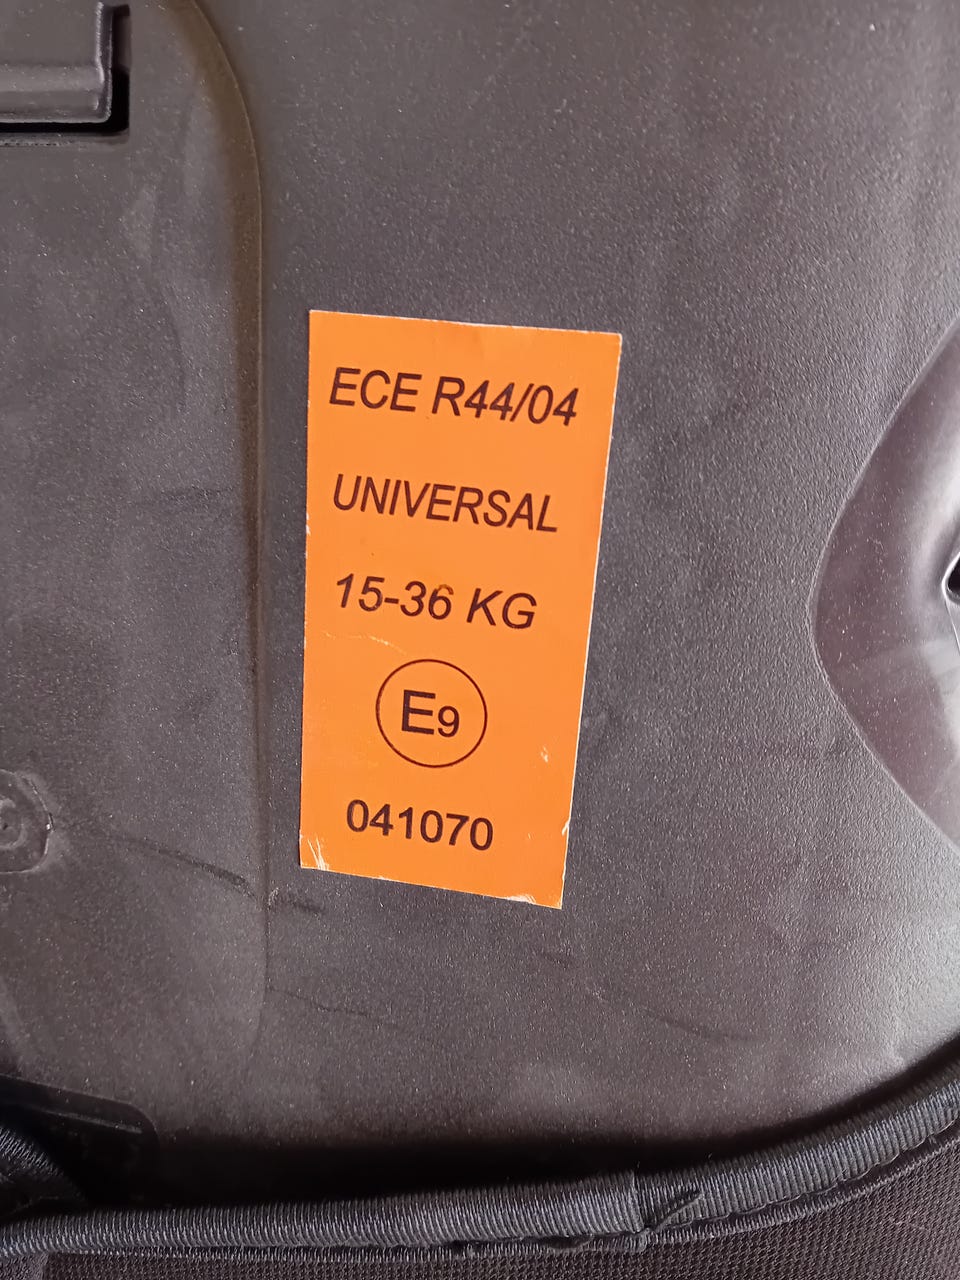 ECE R44/04
UNIVERSAL
15-36 KG
E9
041070